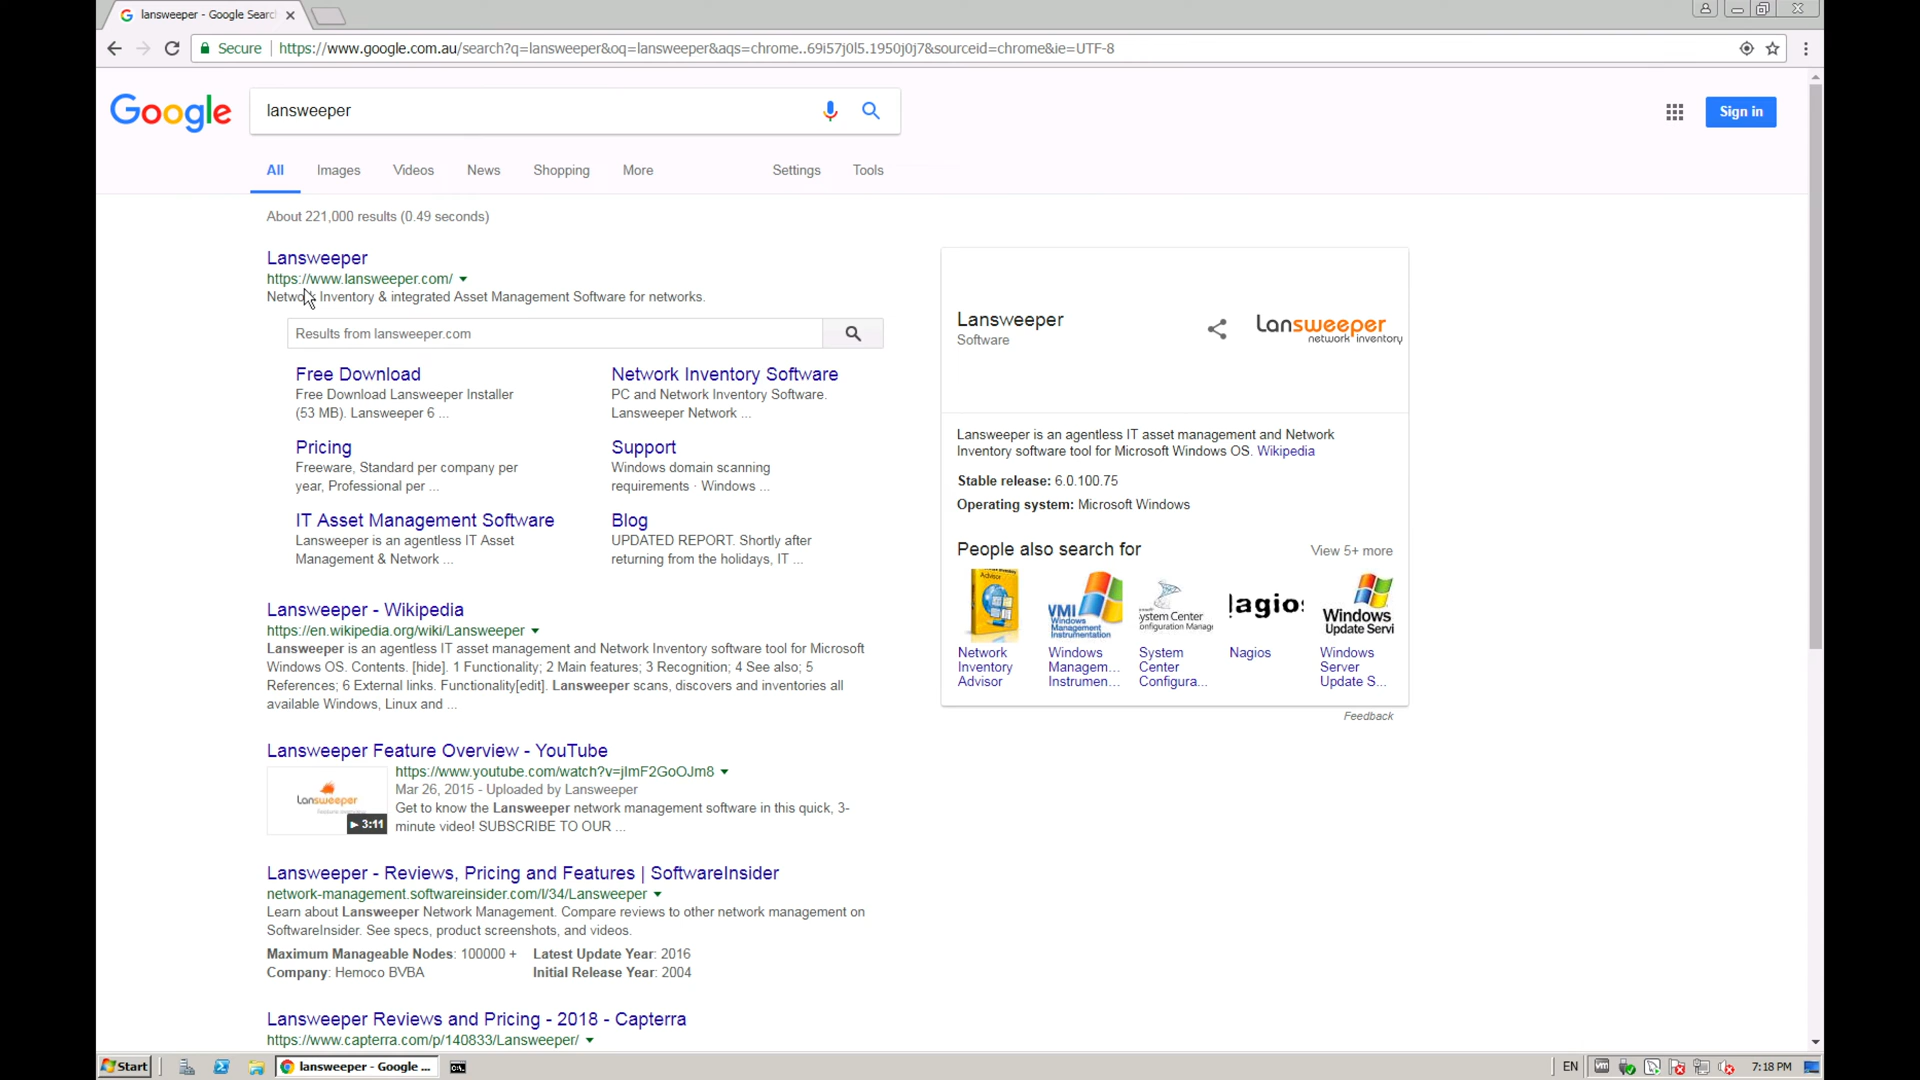 lansweeper - Google Searc
Secure https://www.google.com.au/search?q=lansweeper&oq=lansweeper&aqs=chrome..69i57j0l5.1950j0j7&sourceid=chrome&ie=UTF-8
Google
lansweeper
Sign in
All Images Videos News Shopping More Settings Tools
About 221,000 results (0.49 seconds)
Lansweeper
https://www.lansweeper.com/
Network Inventory & integrated Asset Management Software for networks.
Results from lansweeper.com
Free Download
Free Download Lansweeper Installer
(53 MB). Lansweeper 6 ...
Network Inventory Software
PC and Network Inventory Software.
Lansweeper Network ...
Pricing
Freeware, Standard per company per
year, Professional per ...
Support
Windows domain scanning
requirements · Windows ...
IT Asset Management Software
Lansweeper is an agentless IT Asset
Management & Network ...
Blog
UPDATED REPORT. Shortly after
returning from the holidays, IT ...
Lansweeper - Wikipedia
https://en.wikipedia.org/wiki/Lansweeper
Lansweeper is an agentless IT asset management and Network Inventory software tool for Microsoft
Windows OS. Contents. [hide]. 1 Functionality; 2 Main features; 3 Recognition; 4 See also; 5
References; 6 External links. Functionality[edit]. Lansweeper scans, discovers and inventories all
available Windows, Linux and ...
Lansweeper Feature Overview - YouTube
https://www.youtube.com/watch?v=jImF2GoOJm8
Mar 26, 2015 - Uploaded by Lansweeper
Get to know the Lansweeper network management software in this quick, 3-
minute video! SUBSCRIBE TO OUR ...
Lansweeper
3:11
Lansweeper - Reviews, Pricing and Features | SoftwareInsider
network-management.softwareinsider.com/l/34/Lansweeper
Learn about Lansweeper Network Management. Compare reviews to other network management on
SoftwareInsider. See specs, product screenshots, and videos.
Maximum Manageable Nodes: 100000 + Latest Update Year: 2016
Company: Hemoco BVBA Initial Release Year: 2004
Lansweeper Reviews and Pricing - 2018 - Capterra
https://www.capterra.com/p/140833/Lansweeper/
Lansweeper
Software
Lansweeper
network inventory
Lansweeper is an agentless IT asset management and Network
Inventory software tool for Microsoft Windows OS. Wikipedia
Stable release: 6.0.100.75
Operating system: Microsoft Windows
People also search for View 5+ more
Advisor
VMI
Windows
Management
Instrumentation
ystem Center
onfiguration Manag
lagio
Windows
Update Servi
Network
Inventory
Advisor
Windows
Managem...
Instrumen...
System
Center
Configura...
Nagios
Windows
Server
Update S...
Feedback
Start lansweeper - Google ... EN 7:18 PM